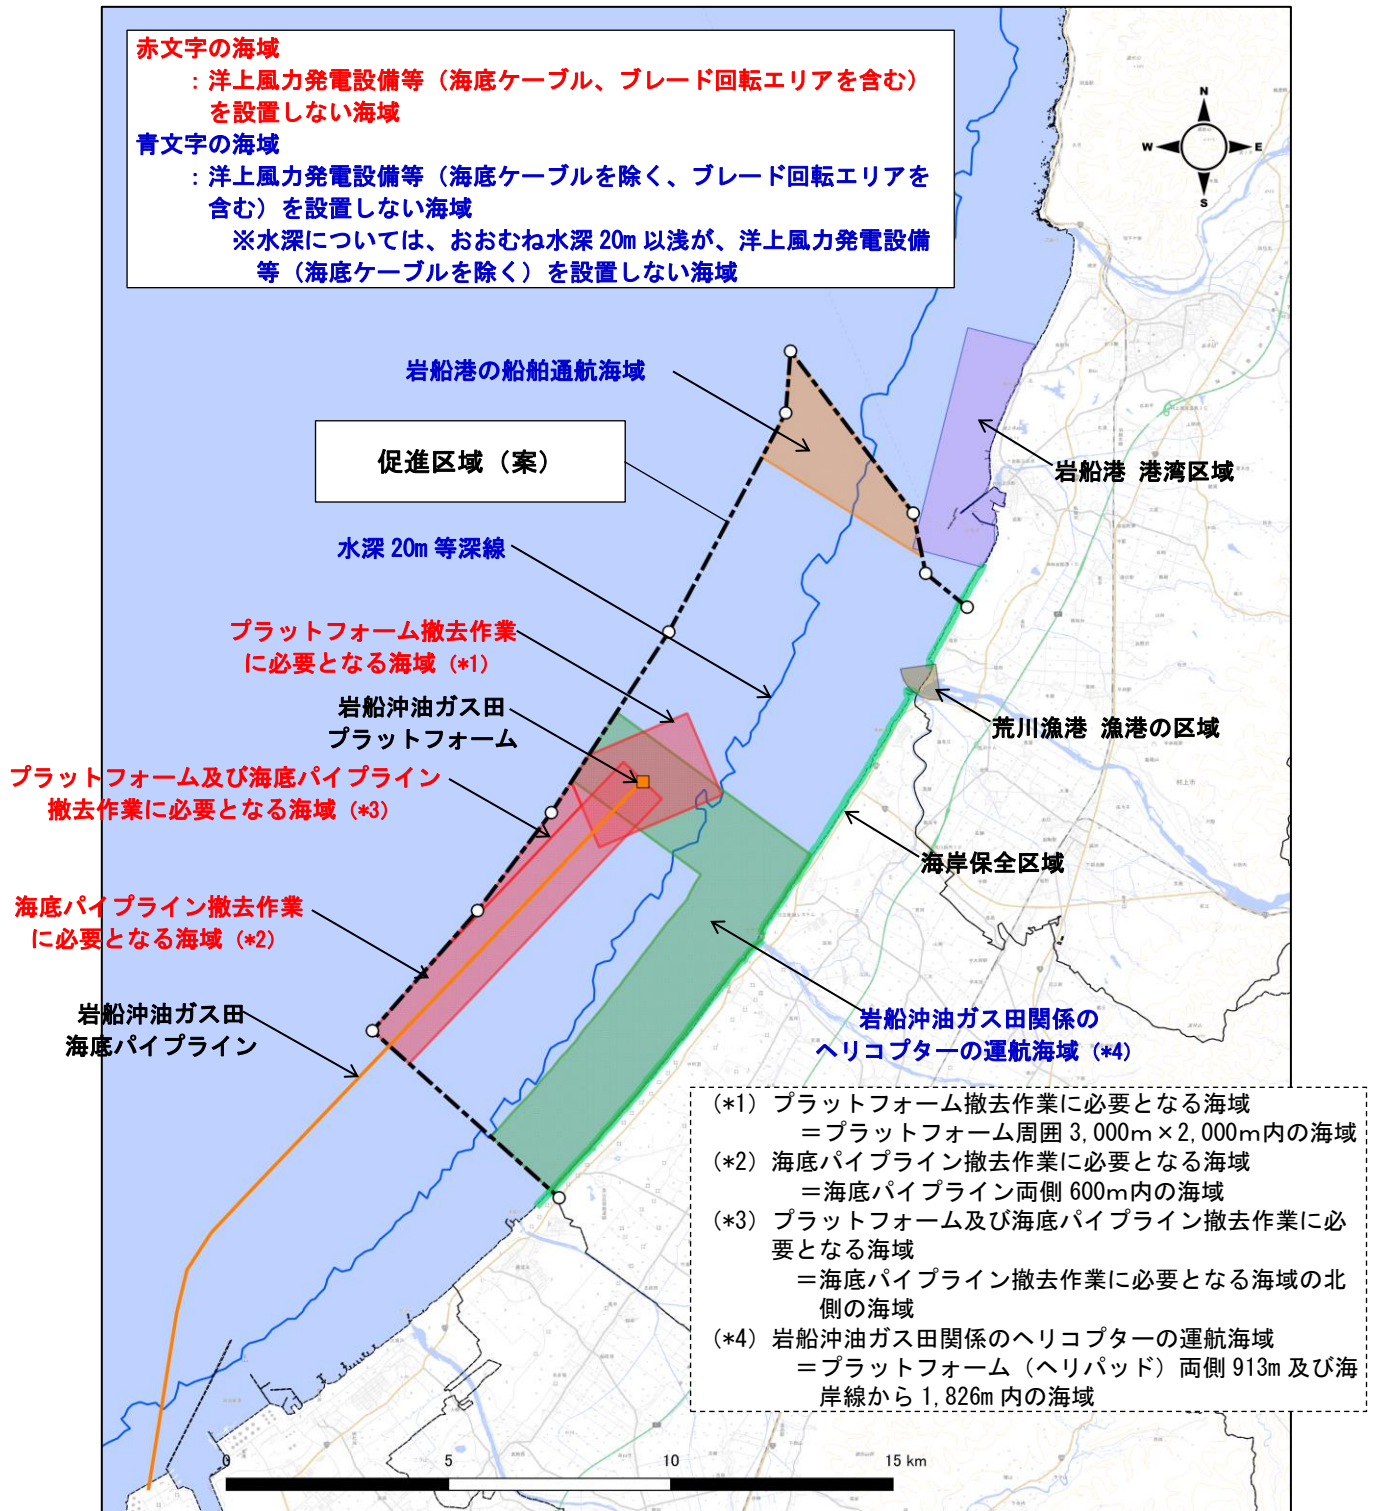 赤文字の海域
：洋上風力発電設備等（海底ケーブル、ブレード回転エリアを含む）
を設置しない海域
青文字の海域
：洋上風力発電設備等（海底ケーブルを除く、ブレード回転エリアを
含む）を設置しない海域
※水深については、おおむね水深 20m 以浅が、洋上風力発電設備
等（海底ケーブルを除く）を設置しない海域
N
W
E
S
岩船港の船舶通航海域
促進区域（案）
岩船港 港湾区域
水深 20m 等深線
プラットフォーム撤去作業
に必要となる海域（*1）
岩船沖油ガス田
プラットフォーム
荒川漁港 漁港の区域
プラットフォーム及び海底パイプライン
撤去作業に必要となる海域（*3）
村上市
海岸保全区域
海底パイプライン撤去作業
に必要となる海域（*2）
岩船沖油ガス田
海底パイプライン
岩船沖油ガス田関係の
ヘリコプターの運航海域（*4）
（*1）プラットフォーム撤去作業に必要となる海域
＝プラットフォーム周囲 3,000m×2,000m内の海域
（*2）海底パイプライン撤去作業に必要となる海域
＝海底パイプライン両側 600m内の海域
（*3）プラットフォーム及び海底パイプライン撤去作業に必
要となる海域
＝海底パイプライン撤去作業に必要となる海域の北
側の海域
（*4）岩船沖油ガス田関係のヘリコプターの運航海域
＝プラットフォーム（ヘリパッド）両側 913m 及び海
岸線から 1,826m 内の海域
0
5
10
15 km